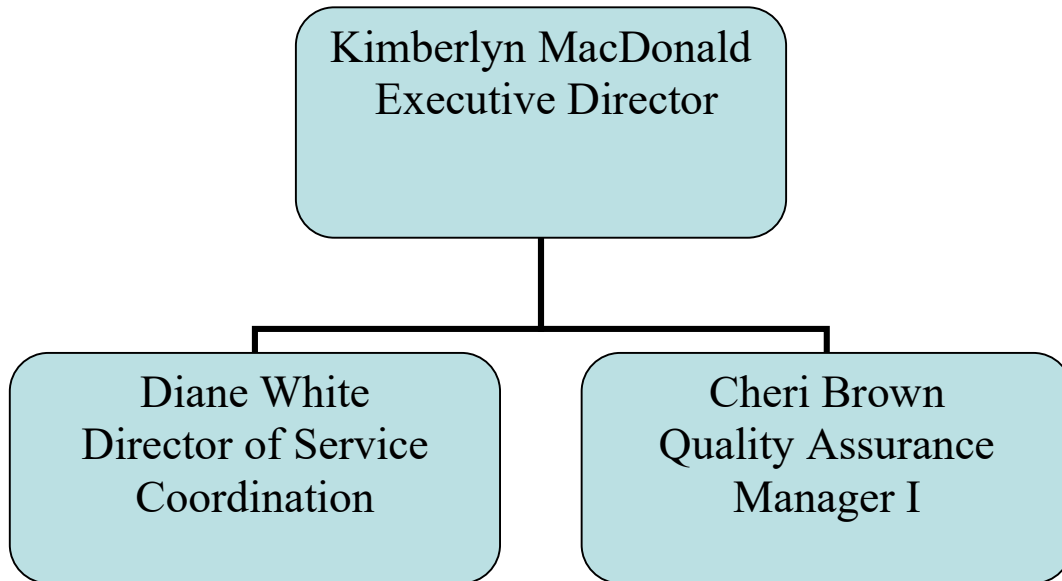 Kimberlyn MacDonald
Executive Director
Diane White
Director of Service
Coordination
Cheri Brown
Quality Assurance
Manager I